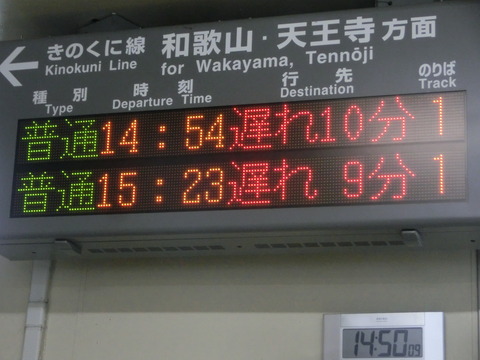 きのくに線 和歌山・天王寺方面
Kinokuni Line for Wakayama, Tennōji
種別 時刻 行先 のりば
Type Departure Time Destination Track
普通 14:54 遅れ10分 1
普通 15:23 遅れ 9分 1
14:50 09